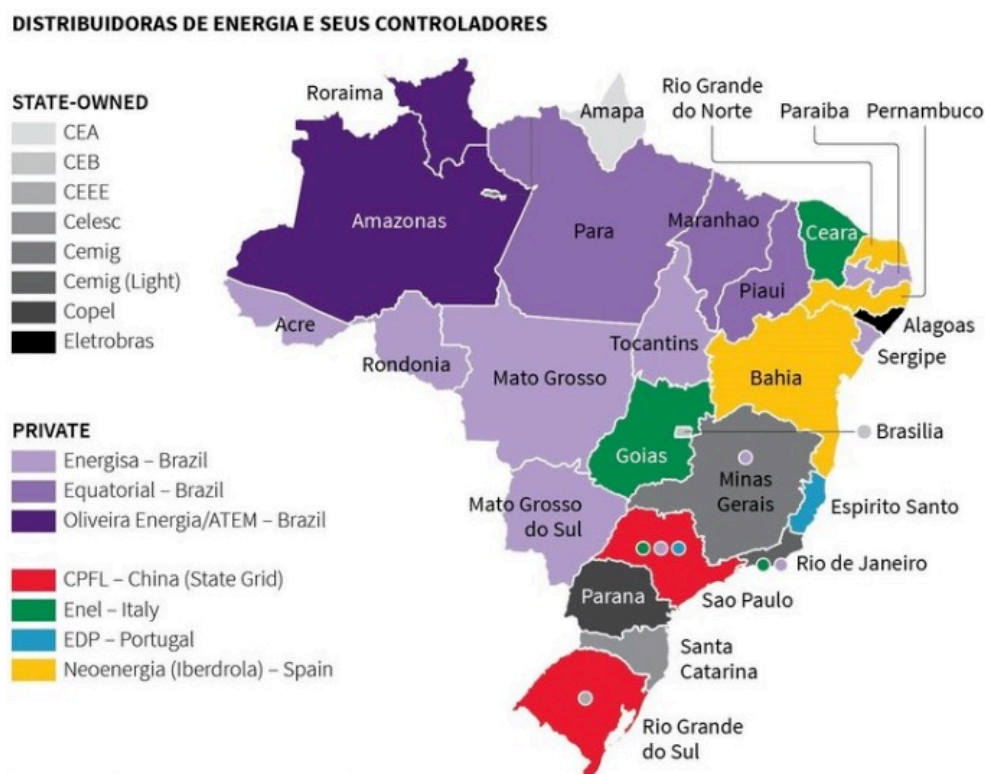 DISTRIBUIDORAS DE ENERGIA E SEUS CONTROLADORES
STATE-OWNED
CEA
CEB
CEEE
Celesc
Cemig
Cemig (Light)
Copel
Eletrobras
PRIVATE
Energisa – Brazil
Equatorial – Brazil
Oliveira Energia/ATEM – Brazil
CPFL – China (State Grid)
Enel – Italy
EDP – Portugal
Neoenergia (Iberdrola) – Spain
Roraima
Amapa
Rio Grande
do Norte
Paraiba
Pernambuco
Amazonas
Para
Maranhao
Ceara
Piaui
Acre
Rondonia
Tocantins
Alagoas
Sergipe
Mato Grosso
Bahia
Brasilia
Goias
Minas
Gerais
Mato Grosso
do Sul
Espirito Santo
Rio de Janeiro
Sao Paulo
Parana
Santa
Catarina
Rio Grande
do Sul